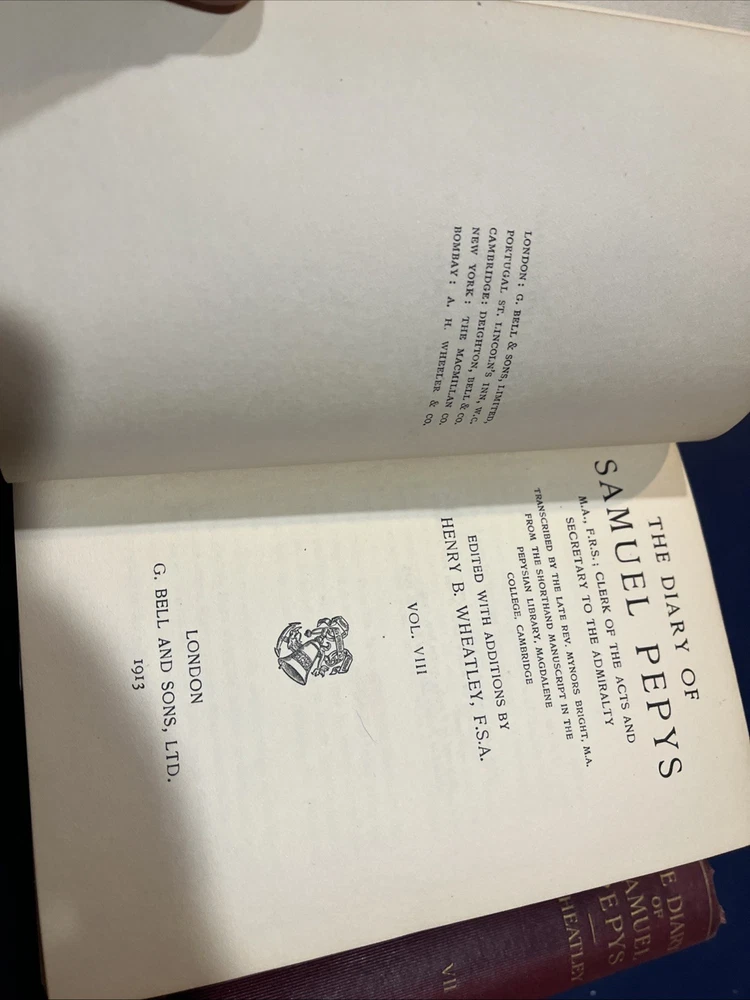 LONDON: G. BELL & SONS, LIMITED,
PORTUGAL ST. LINCOLN'S INN, W.C.
CAMBRIDGE: DEIGHTON, BELL & CO.
NEW YORK: THE MACMILLAN CO.
BOMBAY: A. H. WHEELER & CO.
THE DIARY OF
SAMUEL PEPYS
M.A., F.R.S.; CLERK OF THE ACTS AND
SECRETARY TO THE ADMIRALTY
TRANSCRIBED BY THE LATE REV. MYNORS BRIGHT, M.A.
FROM THE SHORTHAND MANUSCRIPT IN THE
PEPYSIAN LIBRARY, MAGDALENE
COLLEGE, CAMBRIDGE
EDITED WITH ADDITIONS BY
HENRY B. WHEATLEY, F.S.A.
VOL. VIII
LONDON
G. BELL AND SONS, LTD.
1913
E DIARY
OF
AMUEL
PEPYS
HEATLEY